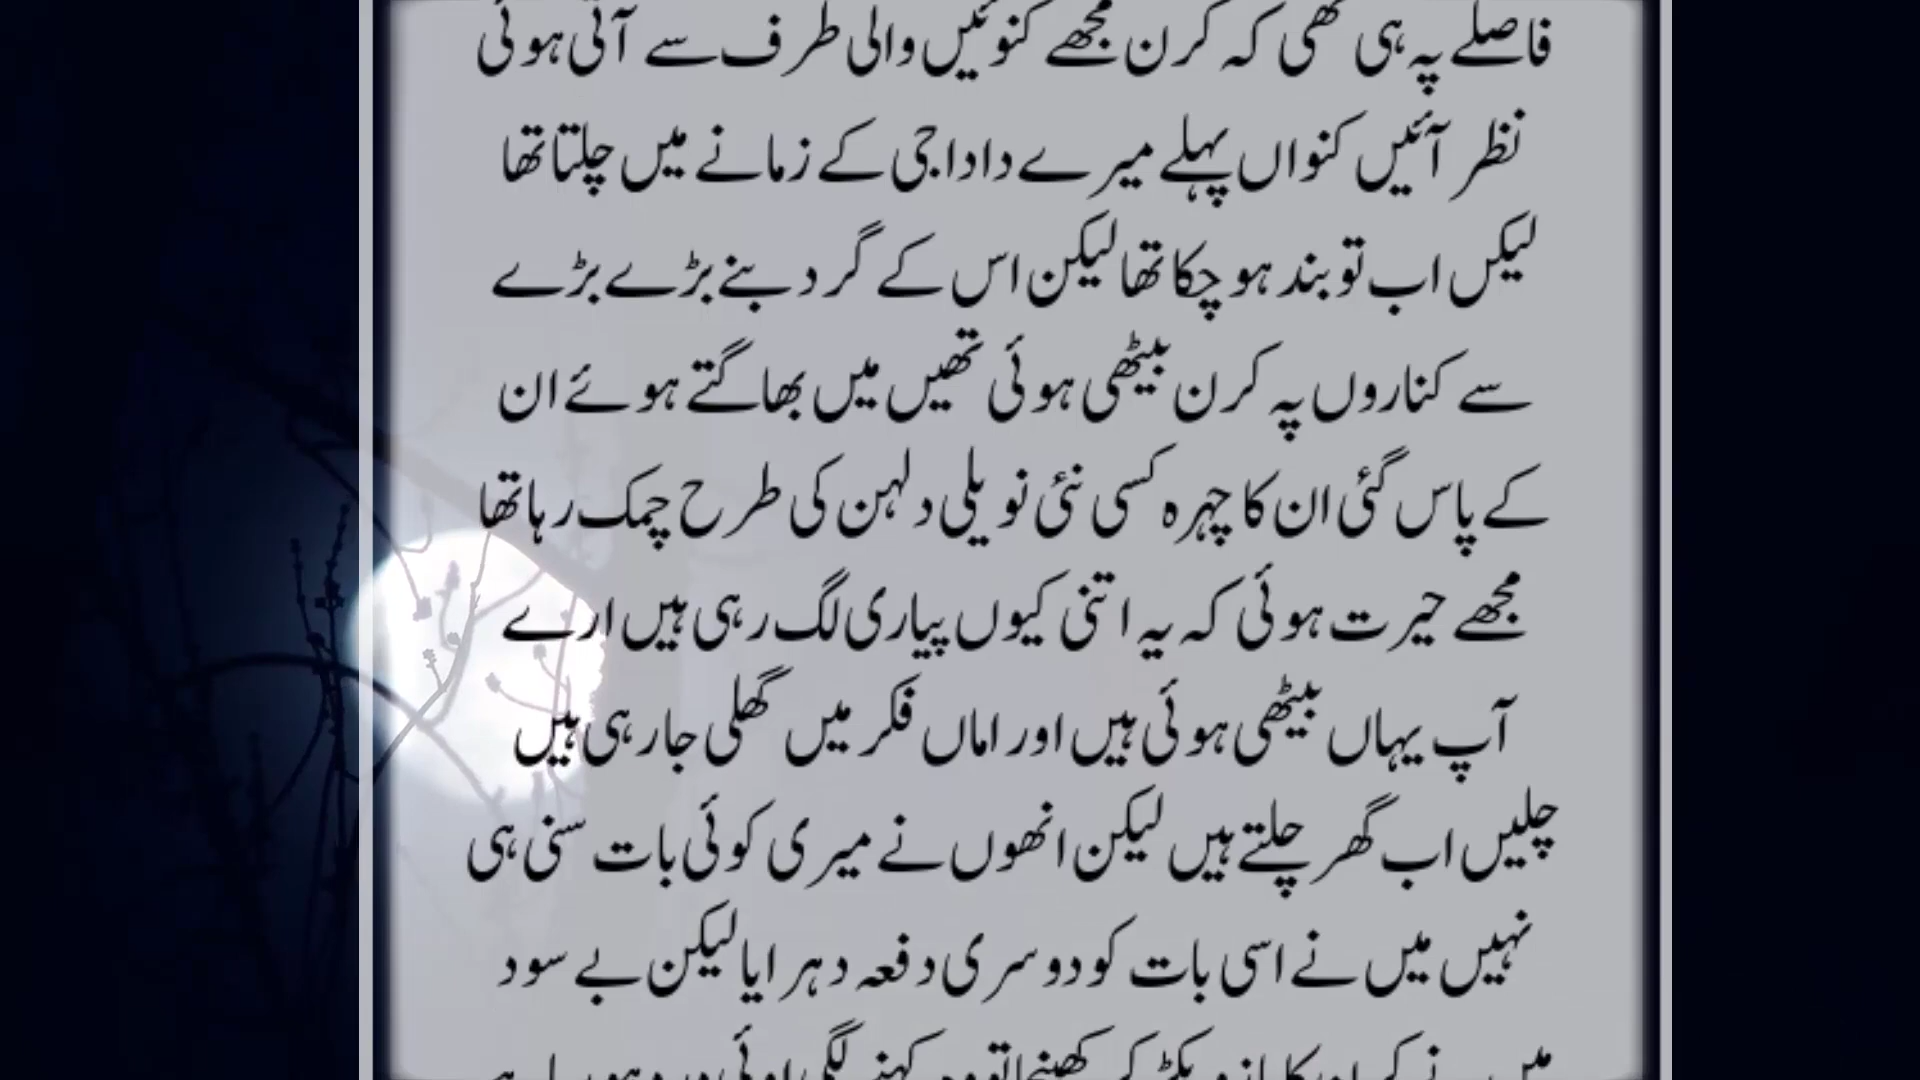 فاصلے پہ ہی تھی کہ کرن مجھے کنوئیں والی طرف سے آتی ہوئی
نظر آئیں کنواں پہلے میرے دادا جی کے زمانے میں چلتا تھا
لیکں اب تو بند ہو چکا تھا لیکن اس کے گرد بنے بڑے بڑے
سے کناروں پہ کرن بیٹھی ہوئی تھیں میں بھاگتے ہوئے ان
کے پاس گئی ان کا چہرہ کسی نئی نویلی دلہن کی طرح چمک رہا تھا
مجھے حیرت ہوئی کہ یہ اتنی کیوں پیاری لگ رہی ہیں ارے
آپ یہاں بیٹھی ہوئی ہیں اور اماں فکر میں گھلی جا رہی ہیں
چلیں اب گھر چلتے ہیں لیکن انھوں نے میری کوئی بات سنی ہی
نہیں میں نے اسی بات کو دوسری دفعہ دہرایا لیکن بے سود